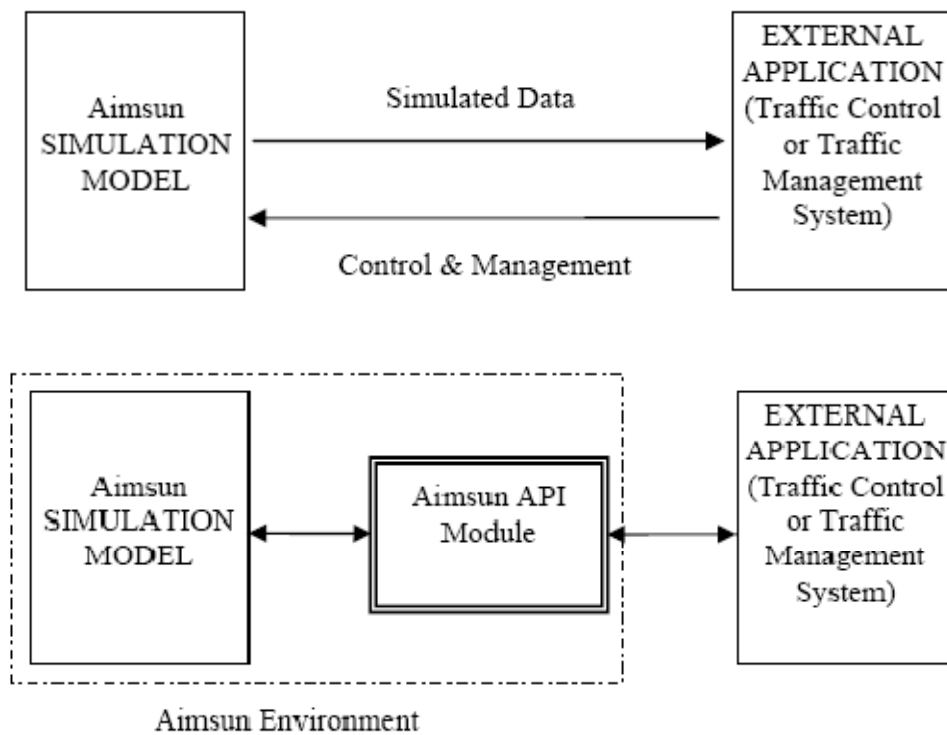 Aimsun
SIMULATION
MODEL
Simulated Data
Control & Management
EXTERNAL
APPLICATION
(Traffic Control
or Traffic
Management
System)
Aimsun
SIMULATION
MODEL
Aimsun API
Module
EXTERNAL
APPLICATION
(Traffic Control
or Traffic
Management
System)
Aimsun Environment